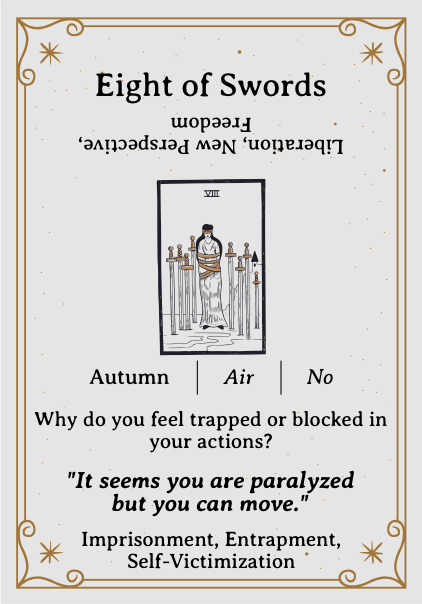 Eight of Swords
Liberation, New Perspective,
Freedom
VIII
Autumn | Air | No
Why do you feel trapped or blocked in
your actions?
"It seems you are paralyzed
but you can move."
Imprisonment, Entrapment,
Self-Victimization